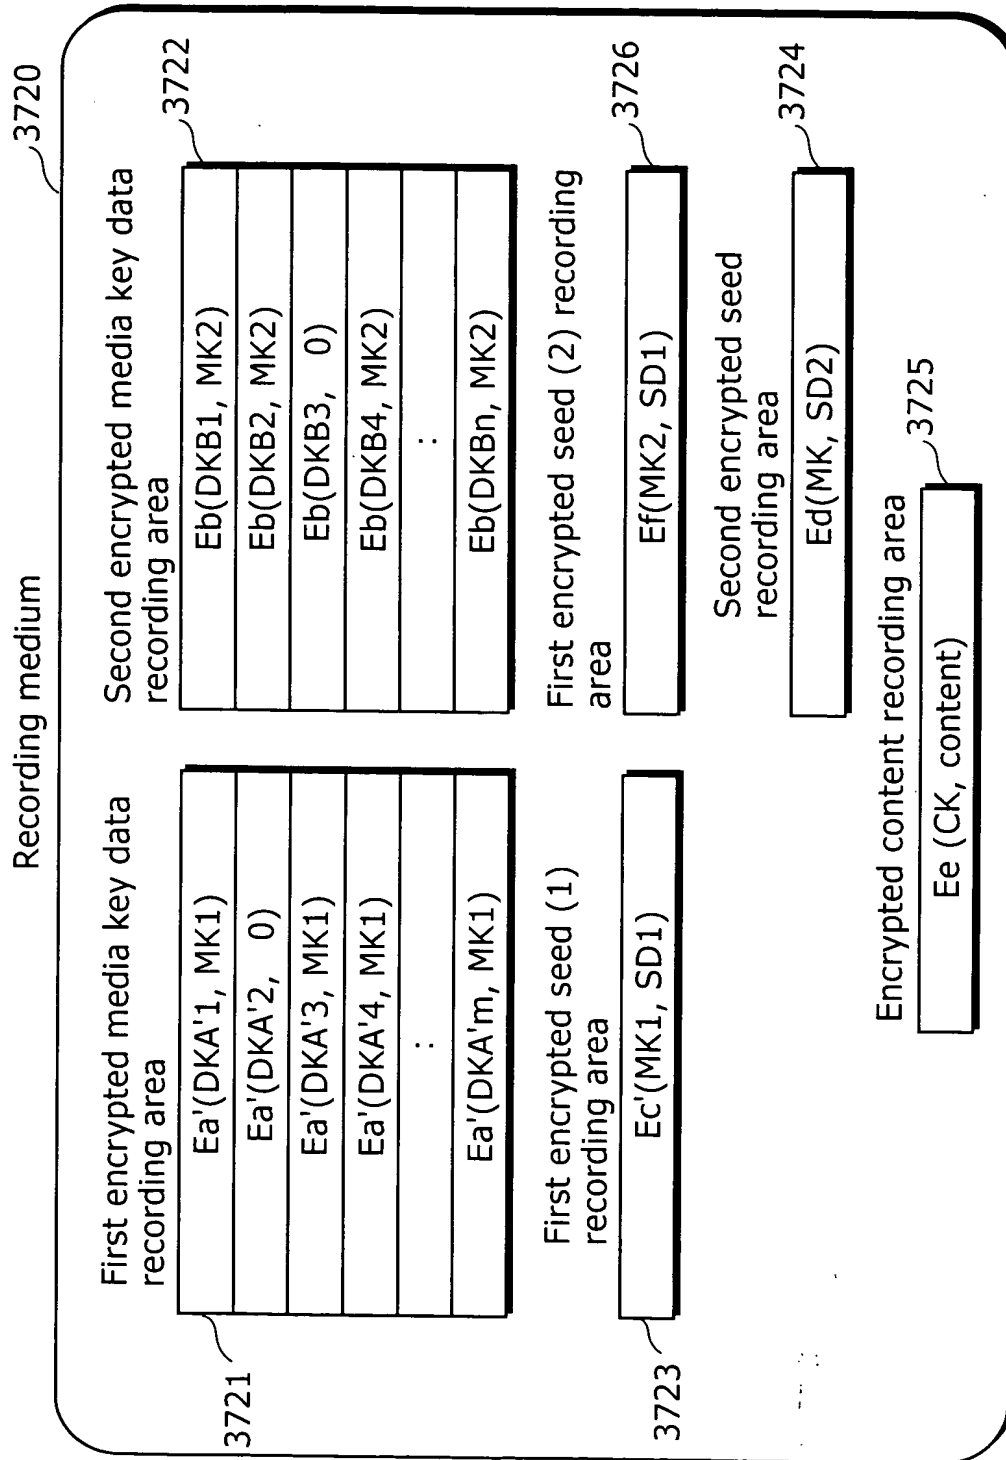 Recording medium
3720
First encrypted media key data
recording area
3721
Ea'(DKA'1, MK1)
Ea'(DKA'2, 0)
Ea'(DKA'3, MK1)
Ea'(DKA'4, MK1)
:
Ea'(DKA'm, MK1)
Second encrypted media key data
recording area
3722
Eb(DKB1, MK2)
Eb(DKB2, MK2)
Eb(DKB3, 0)
Eb(DKB4, MK2)
:
Eb(DKBn, MK2)
First encrypted seed (1)
recording area
3723
Ec'(MK1, SD1)
First encrypted seed (2) recording
area
3726
Ef(MK2, SD1)
Second encrypted seed
recording area
3724
Ed(MK, SD2)
Encrypted content recording area
3725
Ee (CK, content)